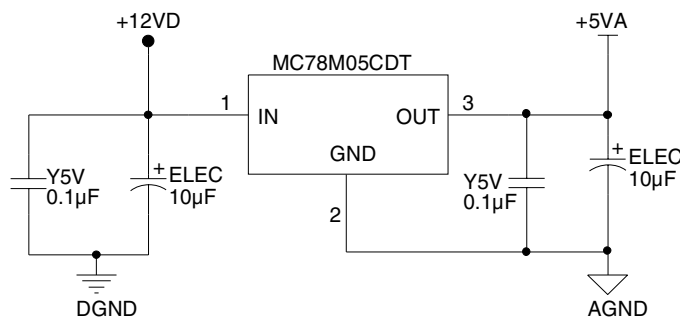 +12VD
+5VA
MC78M05CDT
1
IN
OUT
3
GND
2
Y5V
0.1µF
+
ELEC
10µF
Y5V
0.1µF
+
ELEC
10µF
DGND
AGND